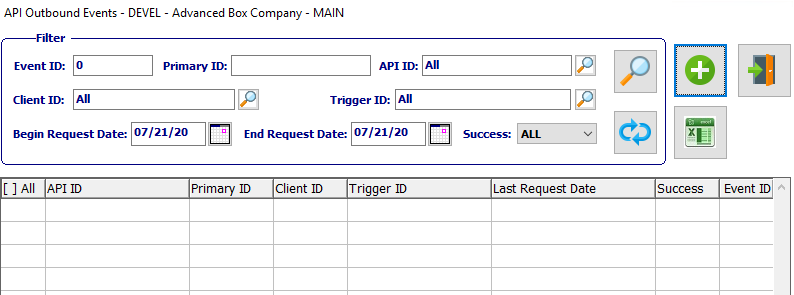 API Outbound Events - DEVEL - Advanced Box Company - MAIN
Filter
Event ID: 0 Primary ID: API ID: All
Client ID: All Trigger ID: All
Begin Request Date: 07/21/20 End Request Date: 07/21/20 Success: ALL
[ ] All API ID Primary ID Client ID Trigger ID Last Request Date Success Event ID